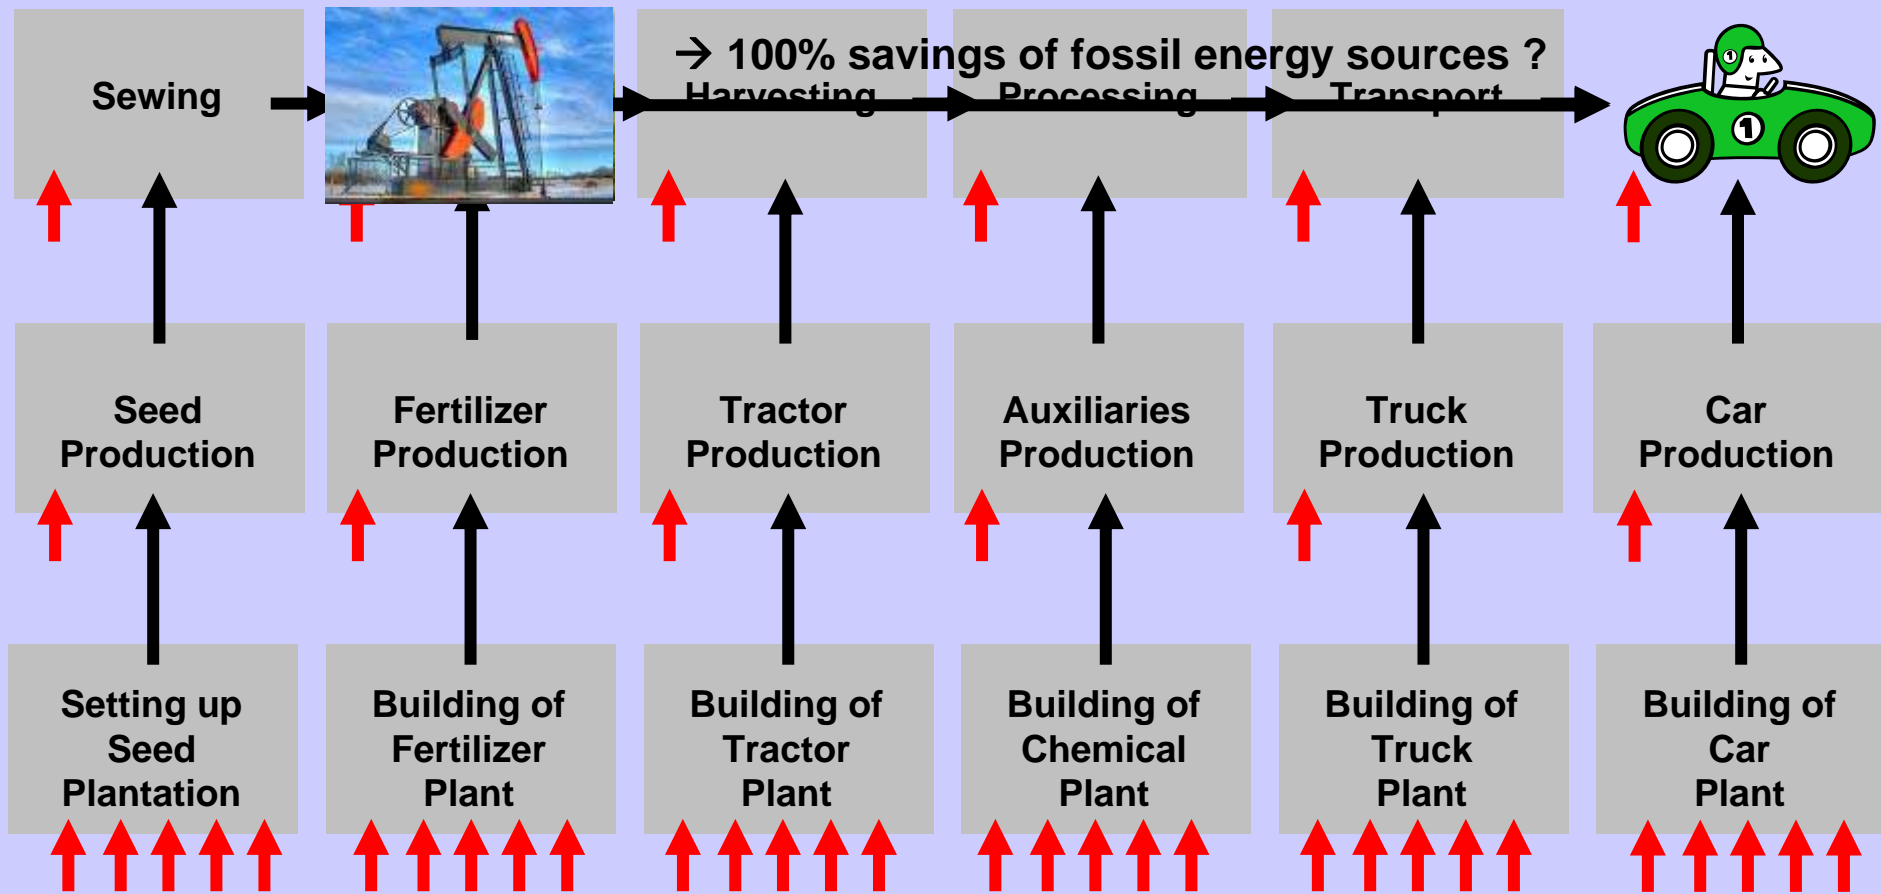 → 100% savings of fossil energy sources ?
Sewing
Harvesting
Processing
Transport
1
1
Seed
Production
Fertilizer
Production
Tractor
Production
Auxiliaries
Production
Truck
Production
Car
Production
Setting up
Seed
Plantation
Building of
Fertilizer
Plant
Building of
Tractor
Plant
Building of
Chemical
Plant
Building of
Truck
Plant
Building of
Car
Plant